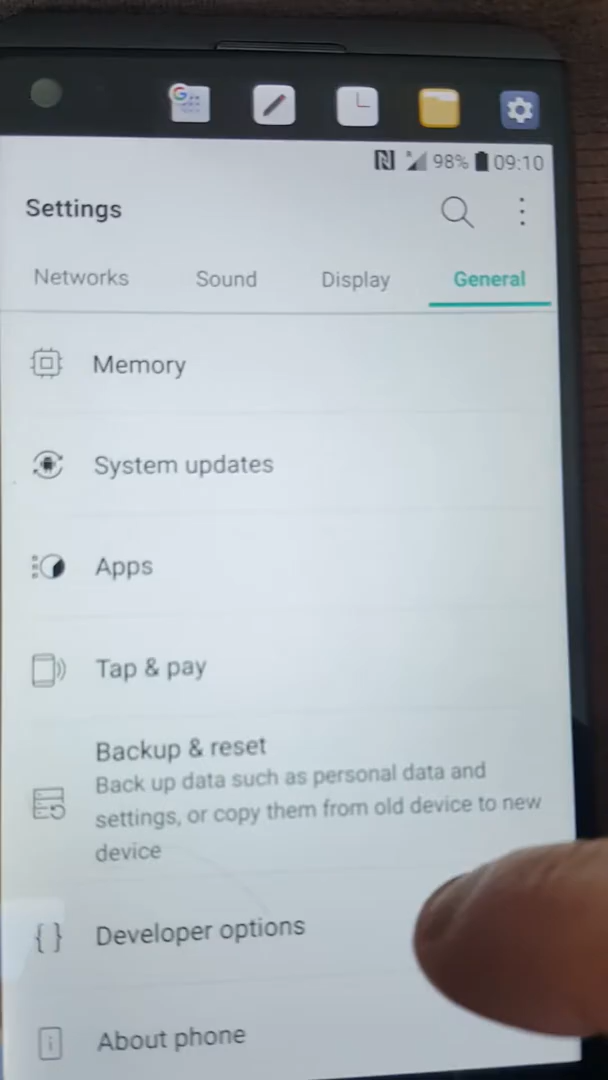 98% 09:10
Settings
Networks Sound Display General
Memory
System updates
Apps
Tap & pay
Backup & reset
Back up data such as personal data and
settings, or copy them from old device to new
device
Developer options
About phone